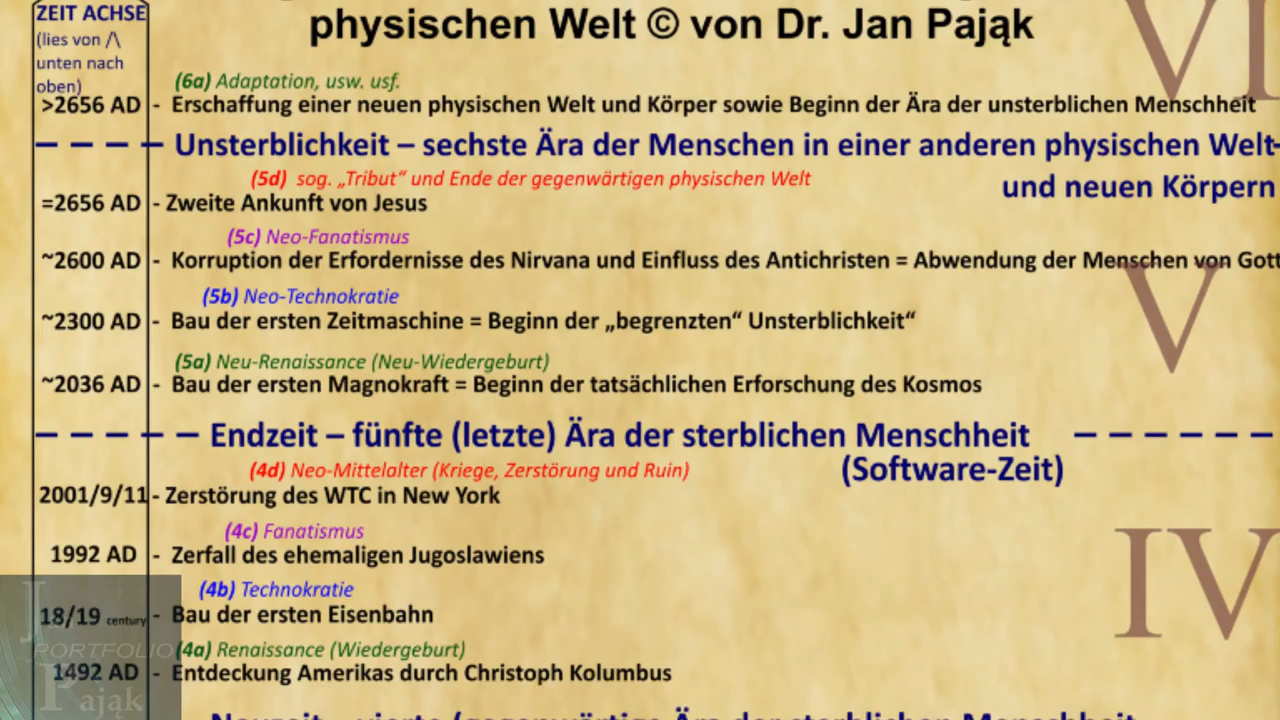 physischen Welt © von Dr. Jan Pająk
ZEIT ACHSE
(lies von /\
unten nach
oben)
VI
(6a) Adaptation, usw. usf.
>2656 AD - Erschaffung einer neuen physischen Welt und Körper sowie Beginn der Ära der unsterblichen Menschheit
Unsterblichkeit – sechste Ära der Menschen in einer anderen physischen Welt-
und neuen Körpern
(5d) sog. „Tribut“ und Ende der gegenwärtigen physischen Welt
=2656 AD - Zweite Ankunft von Jesus
(5c) Neo-Fanatismus
~2600 AD - Korruption der Erfordernisse des Nirvana und Einfluss des Antichristen = Abwendung der Menschen von Gott
V
(5b) Neo-Technokratie
~2300 AD - Bau der ersten Zeitmaschine = Beginn der „begrenzten“ Unsterblichkeit“
(5a) Neu-Renaissance (Neu-Wiedergeburt)
~2036 AD - Bau der ersten Magnokraft = Beginn der tatsächlichen Erforschung des Kosmos
Endzeit – fünfte (letzte) Ära der sterblichen Menschheit
(Software-Zeit)
(4d) Neo-Mittelalter (Kriege, Zerstörung und Ruin)
2001/9/11 - Zerstörung des WTC in New York
(4c) Fanatismus
1992 AD - Zerfall des ehemaligen Jugoslawiens
IV
(4b) Technokratie
18/19 century - Bau der ersten Eisenbahn
(4a) Renaissance (Wiedergeburt)
1492 AD - Entdeckung Amerikas durch Christoph Kolumbus
PORTFOLIO
Pająk
Neuzeit – vierte (gegenwärtige Ära der sterblichen Menschheit